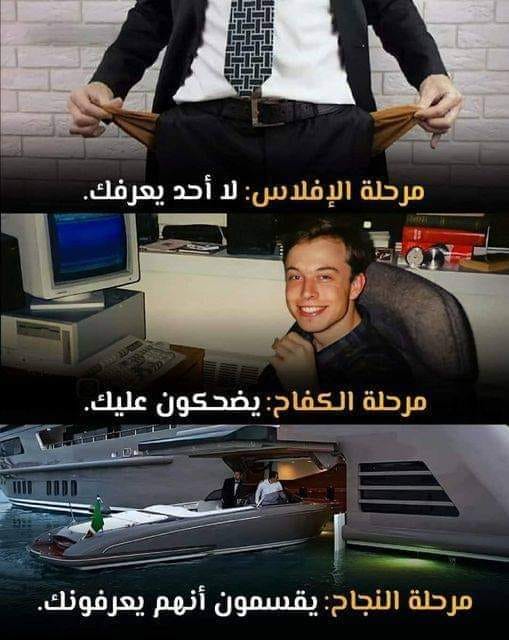 مرحلة الإفلاس: لا أحد يعرفك.
مرحلة الكفاح: يضحكون عليك.
مرحلة النجاح: يقسمون أنهم يعرفونك.